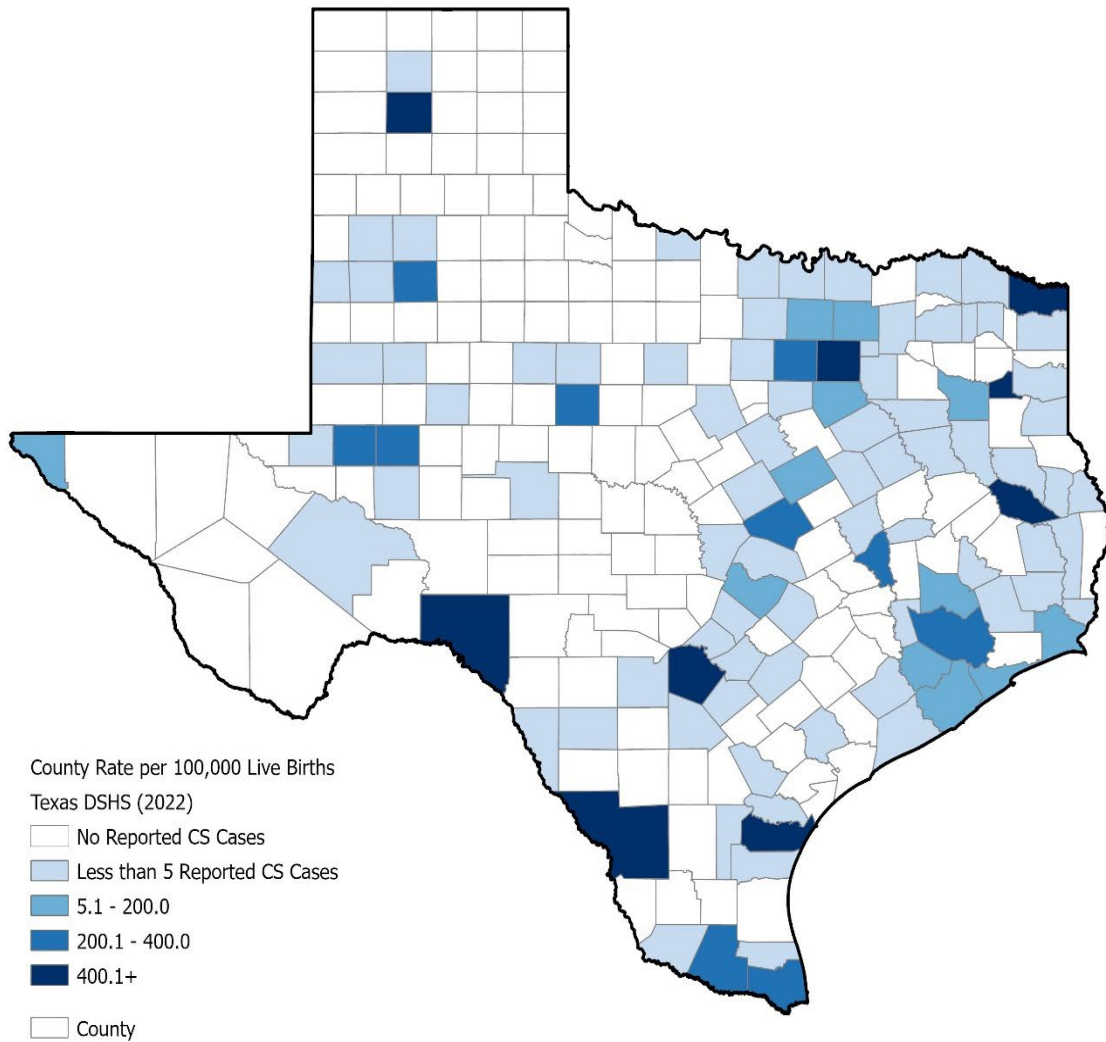 County Rate per 100,000 Live Births
Texas DSHS (2022)
No Reported CS Cases
Less than 5 Reported CS Cases
5.1 - 200.0
200.1 - 400.0
400.1+
County